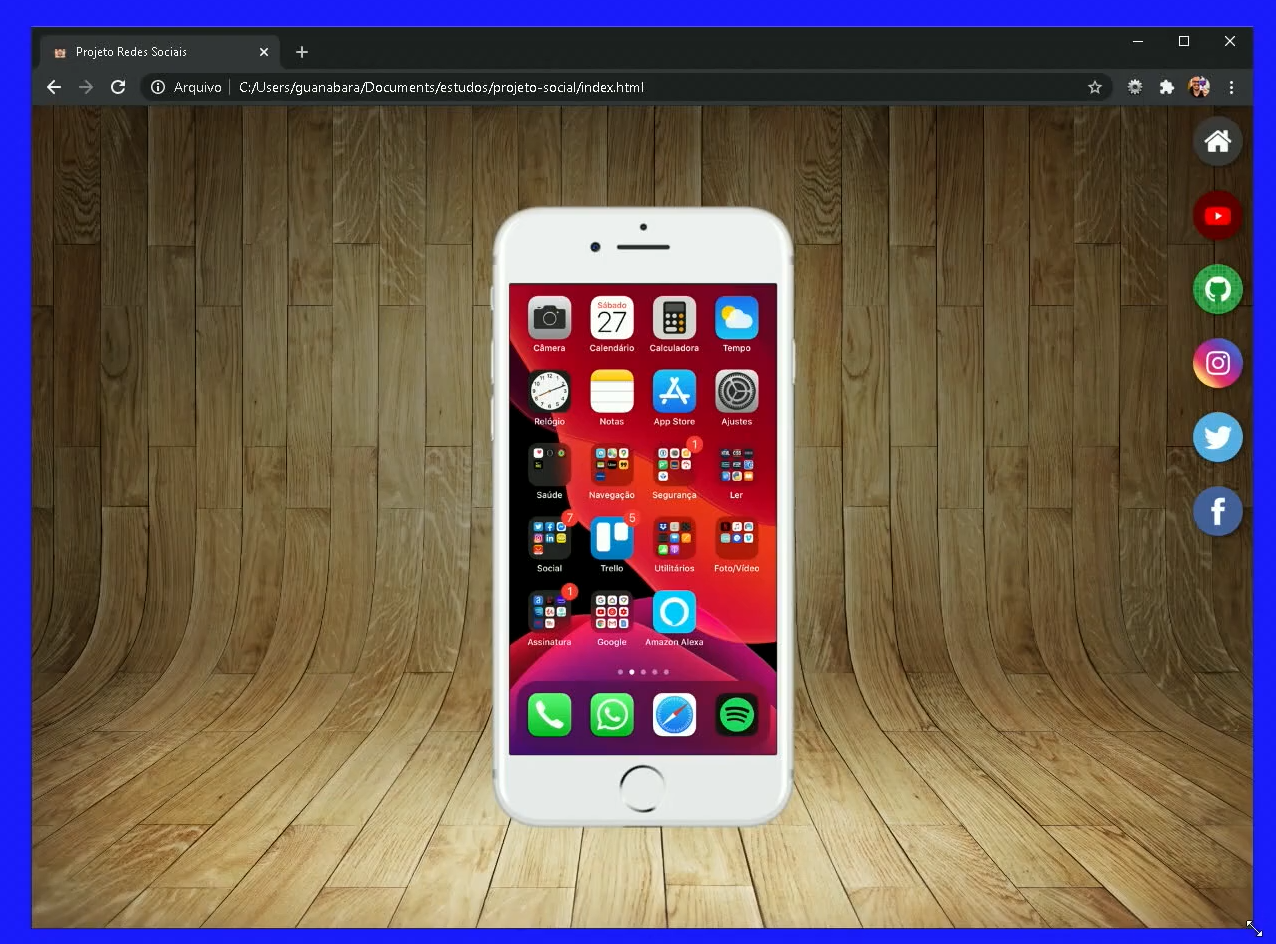 Projeto Redes Sociais
Arquivo
C:/Users/guanabara/Documents/estudos/projeto-social/index.html
Sábado
27
Câmera
Calendário
Calculadora
Tempo
Relógio
Notas
App Store
Ajustes
1
Saúde
Navegação
Segurança
Ler
7
5
Social
Trello
Utilitários
Foto/Vídeo
1
Assinatura
Google
Amazon Alexa